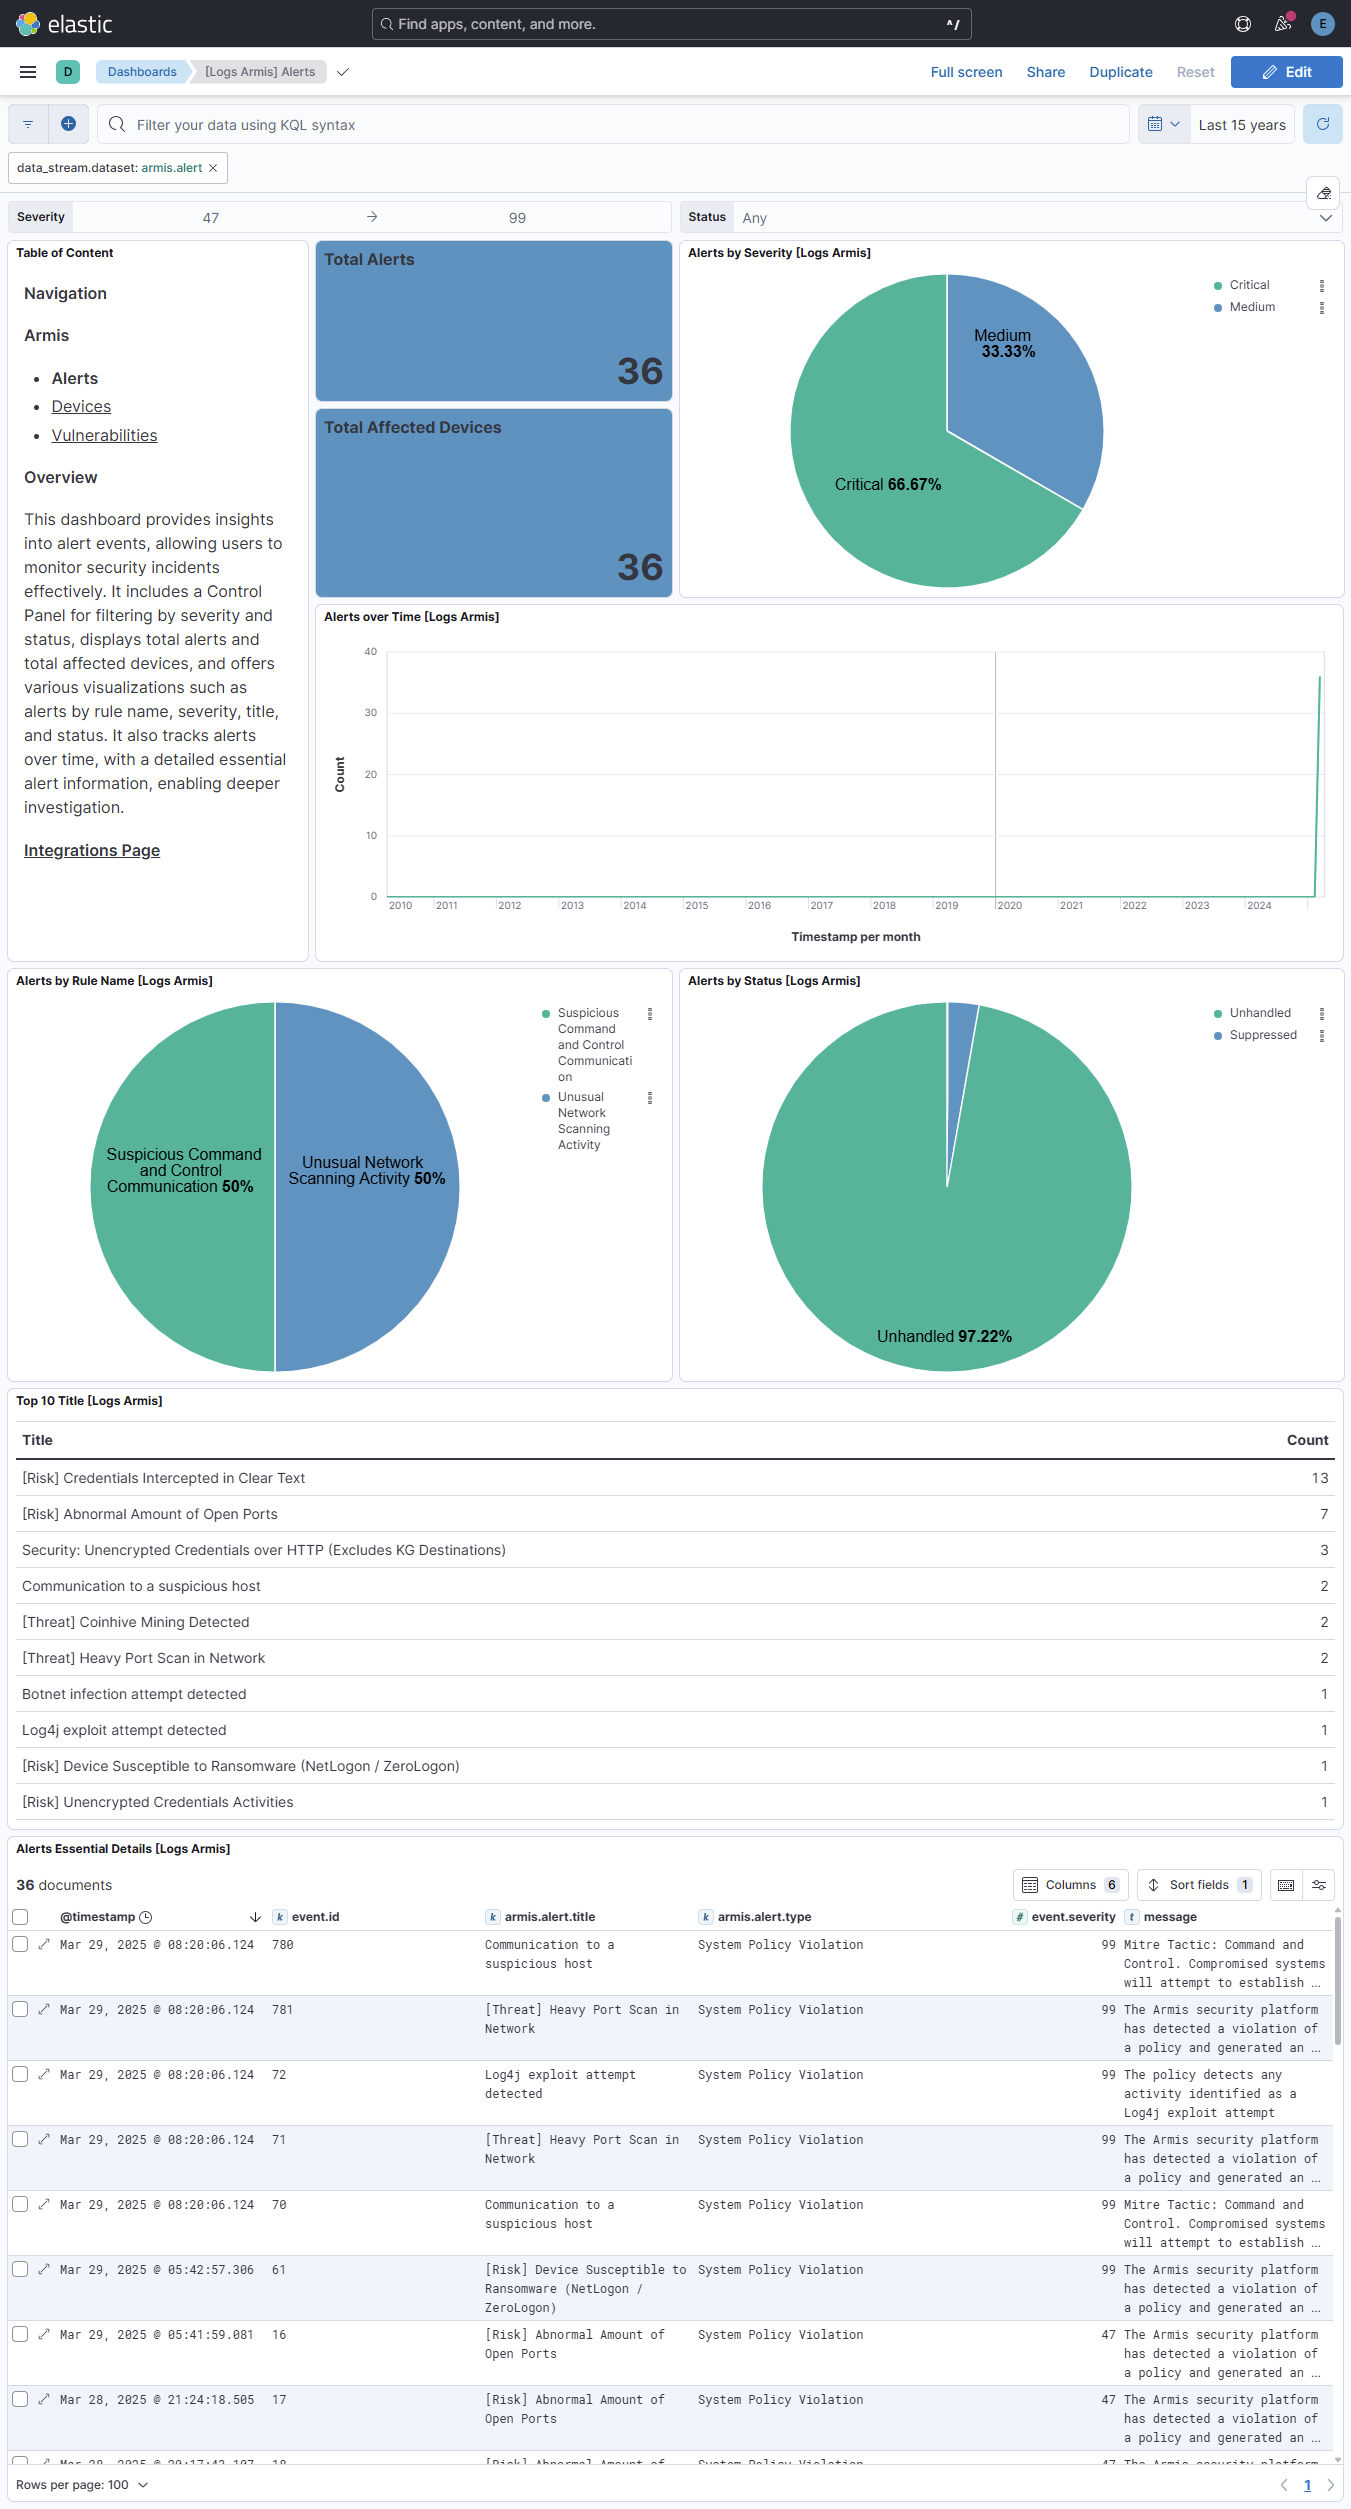 elastic
Find apps, content, and more.
^/
E
D
Dashboards
[Logs Armis] Alerts
Full screen
Share
Duplicate
Reset
Edit
Filter your data using KQL syntax
Last 15 years
data_stream.dataset: armis.alert
Severity
47
→
99
Status
Any
Table of Content
Navigation
Armis
• Alerts
• Devices
• Vulnerabilities
Overview
This dashboard provides insights
into alert events, allowing users to
monitor security incidents
effectively. It includes a Control
Panel for filtering by severity and
status, displays total alerts and
total affected devices, and offers
various visualizations such as
alerts by rule name, severity, title,
and status. It also tracks alerts
over time, with a detailed essential
alert information, enabling deeper
investigation.
Integrations Page
Total Alerts
36
Total Affected Devices
36
Alerts by Severity [Logs Armis]
Medium
33.33%
Critical 66.67%
Critical
Medium
Alerts over Time [Logs Armis]
Count
40
30
20
10
0
2010 2011 2012 2013 2014 2015 2016 2017 2018 2019 2020 2021 2022 2023 2024
Timestamp per month
Alerts by Rule Name [Logs Armis]
Suspicious Command
and Control
Communication 50%
Unusual Network
Scanning Activity 50%
Suspicious
Command
and Control
Communicati
on
Unusual
Network
Scanning
Activity
Alerts by Status [Logs Armis]
Unhandled 97.22%
Unhandled
Suppressed
Top 10 Title [Logs Armis]
Title Count
[Risk] Credentials Intercepted in Clear Text 13
[Risk] Abnormal Amount of Open Ports 7
Security: Unencrypted Credentials over HTTP (Excludes KG Destinations) 3
Communication to a suspicious host 2
[Threat] Coinhive Mining Detected 2
[Threat] Heavy Port Scan in Network 2
Botnet infection attempt detected 1
Log4j exploit attempt detected 1
[Risk] Device Susceptible to Ransomware (NetLogon / ZeroLogon) 1
[Risk] Unencrypted Credentials Activities 1
Alerts Essential Details [Logs Armis]
36 documents
Columns 6
Sort fields 1
@timestamp k event.id k armis.alert.title k armis.alert.type # event.severity t message
Mar 29, 2025 @ 08:20:06.124 780 Communication to a System Policy Violation 99 Mitre Tactic: Command and
suspicious host Control. Compromised systems
will attempt to establish …
Mar 29, 2025 @ 08:20:06.124 781 [Threat] Heavy Port Scan in System Policy Violation 99 The Armis security platform
Network has detected a violation of
a policy and generated an …
Mar 29, 2025 @ 08:20:06.124 72 Log4j exploit attempt System Policy Violation 99 The policy detects any
detected activity identified as a
Log4j exploit attempt
Mar 29, 2025 @ 08:20:06.124 71 [Threat] Heavy Port Scan in System Policy Violation 99 The Armis security platform
Network has detected a violation of
a policy and generated an …
Mar 29, 2025 @ 08:20:06.124 70 Communication to a System Policy Violation 99 Mitre Tactic: Command and
suspicious host Control. Compromised systems
will attempt to establish …
Mar 29, 2025 @ 05:42:57.306 61 [Risk] Device Susceptible to System Policy Violation 99 The Armis security platform
Ransomware (NetLogon / has detected a violation of
ZeroLogon) a policy and generated an …
Mar 29, 2025 @ 05:41:59.081 16 [Risk] Abnormal Amount of System Policy Violation 47 The Armis security platform
Open Ports has detected a violation of
a policy and generated an …
Mar 28, 2025 @ 21:24:18.505 17 [Risk] Abnormal Amount of System Policy Violation 47 The Armis security platform
Open Ports has detected a violation of
a policy and generated an …
Rows per page: 100
1